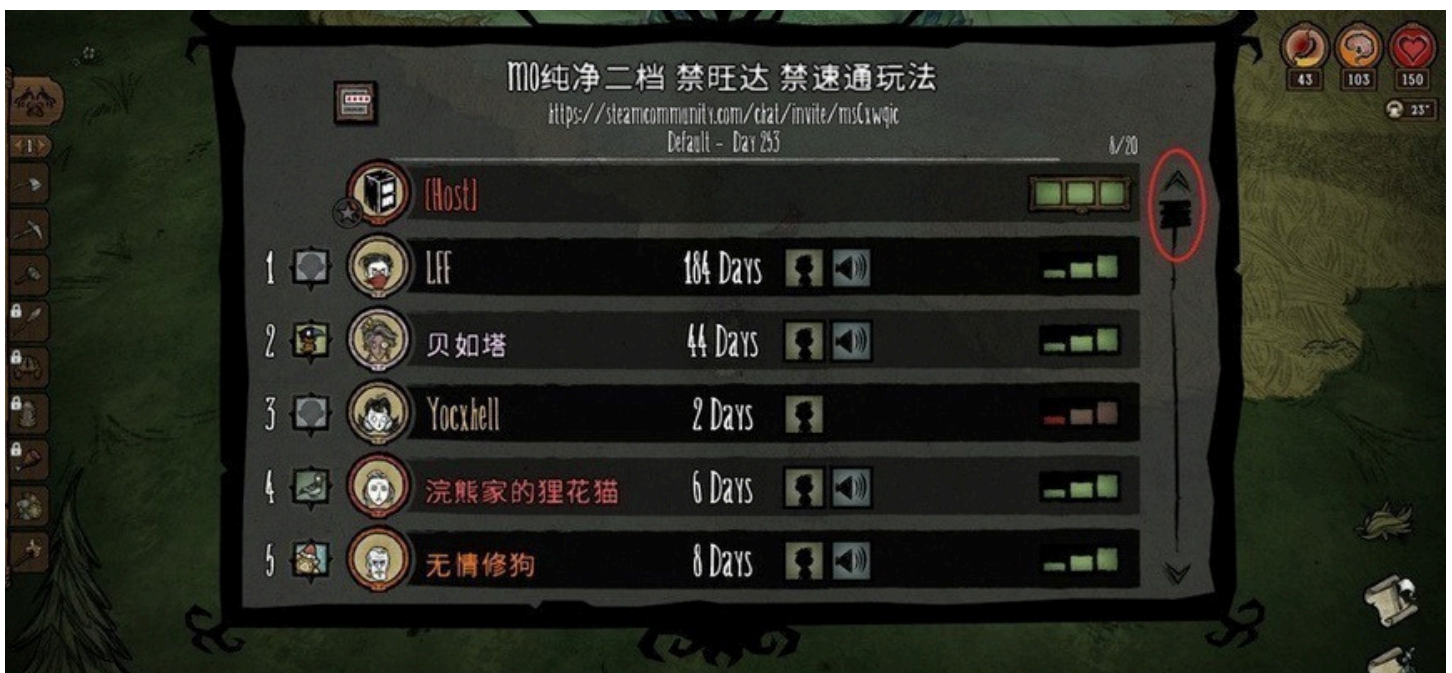 M0纯净二档 禁旺达 禁速通玩法
https://steamcommunity.com/chat/invite/msCxwqic
Default - Day 253
8/20
43 103 150
23°
1
[Host]
1 LFF 184 Days
2 贝如塔 44 Days
3 Yocxhell 2 Days
4 浣熊家的狸花猫 6 Days
5 无情修狗 8 Days